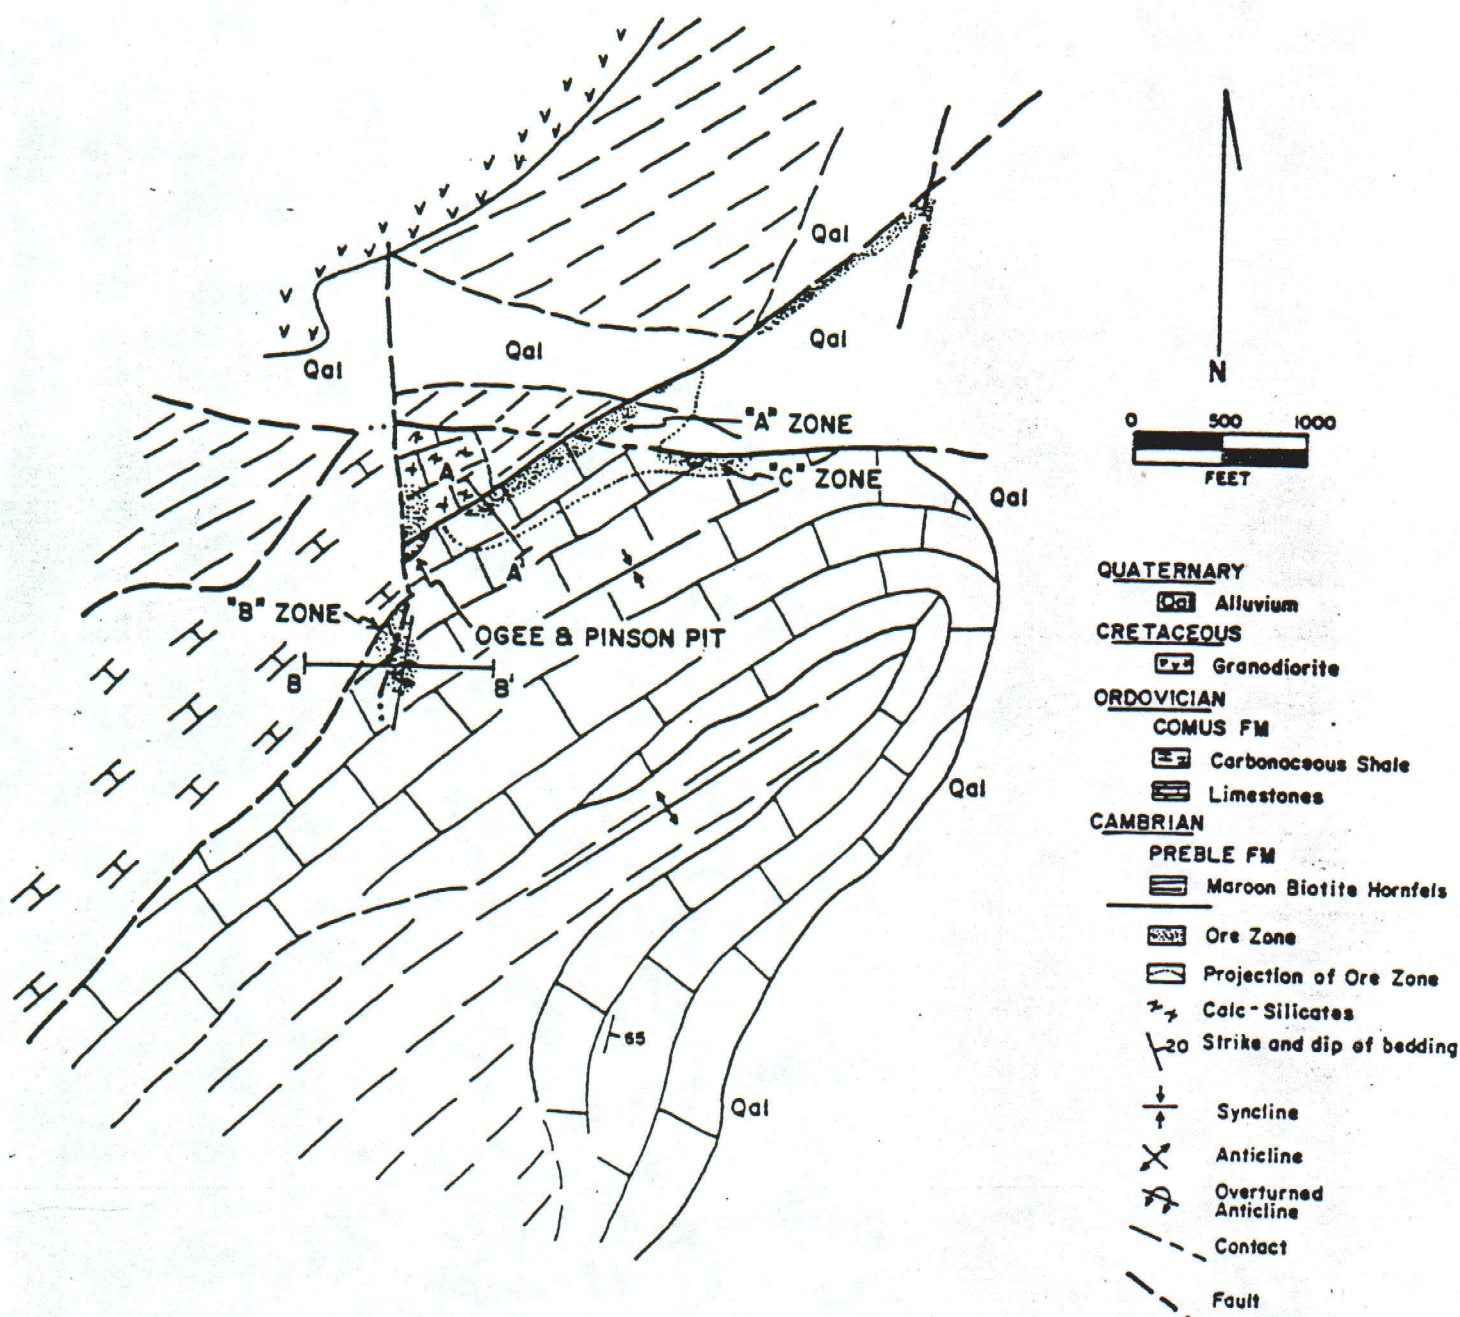 Qal
Qal
Qal
Qal
"A" ZONE
"C" ZONE
Qal
A
A'
"B" ZONE
OGEE & PINSON PIT
B
B'
Qal
65
Qal
N
0 500 1000
FEET
QUATERNARY
Qal Alluvium
CRETACEOUS
Granodiorite
ORDOVICIAN
COMUS FM
Carbonaceous Shale
Limestones
CAMBRIAN
PREBLE FM
Maroon Biotite Hornfels
Ore Zone
Projection of Ore Zone
Calc-Silicates
20 Strike and dip of bedding
Syncline
Anticline
Overturned
Anticline
Contact
Fault